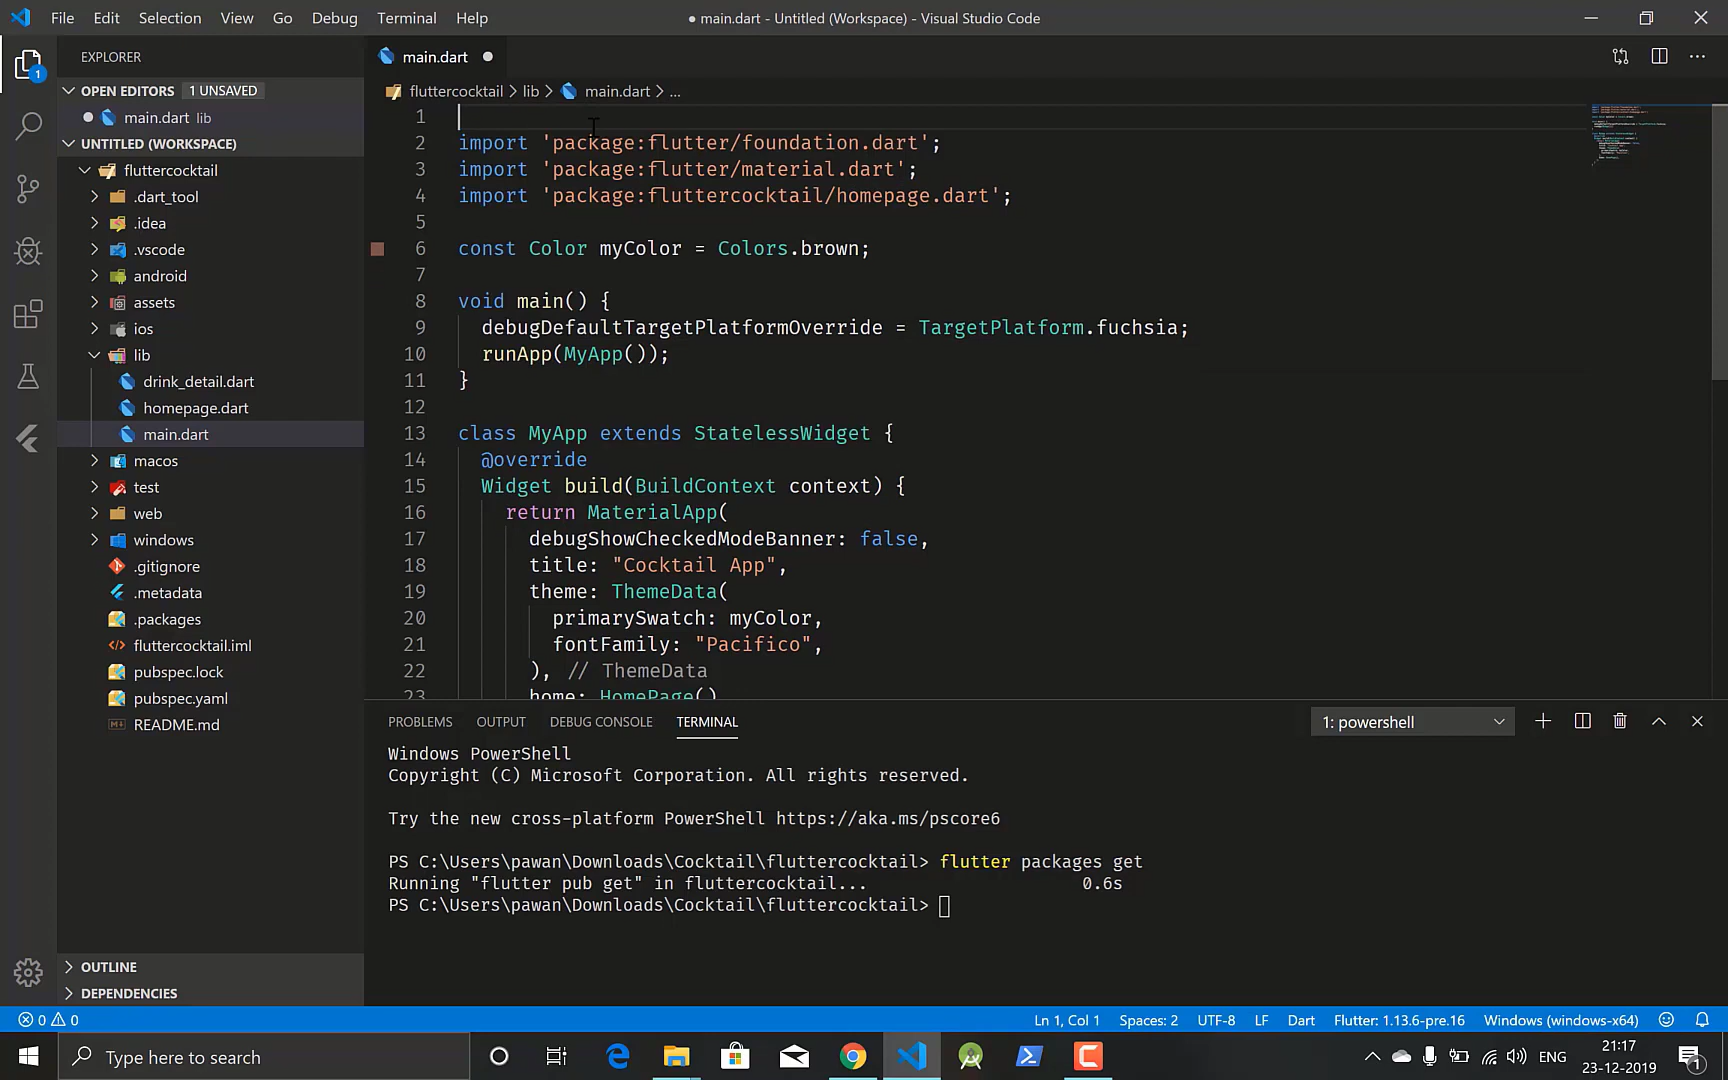 File Edit Selection View Go Debug Terminal Help
● main.dart - Untitled (Workspace) - Visual Studio Code
EXPLORER
OPEN EDITORS 1 UNSAVED
main.dart lib
UNTITLED (WORKSPACE)
fluttercocktail
.dart_tool
.idea
.vscode
android
assets
ios
lib
drink_detail.dart
homepage.dart
main.dart
macos
test
web
windows
.gitignore
.metadata
.packages
fluttercocktail.iml
pubspec.lock
pubspec.yaml
README.md
OUTLINE
DEPENDENCIES
1
main.dart
fluttercocktail > lib > main.dart > ...
1
2 import 'package:flutter/foundation.dart';
3 import 'package:flutter/material.dart';
4 import 'package:fluttercocktail/homepage.dart';
5
6 const Color myColor = Colors.brown;
7
8 void main() {
9 debugDefaultTargetPlatformOverride = TargetPlatform.fuchsia;
10 runApp(MyApp());
11 }
12
13 class MyApp extends StatelessWidget {
14 @override
15 Widget build(BuildContext context) {
16 return MaterialApp(
17 debugShowCheckedModeBanner: false,
18 title: "Cocktail App",
19 theme: ThemeData(
20 primarySwatch: myColor,
21 fontFamily: "Pacifico",
22 ), // ThemeData
23 home: HomePage()
PROBLEMS OUTPUT DEBUG CONSOLE TERMINAL 1: powershell
Windows PowerShell
Copyright (C) Microsoft Corporation. All rights reserved.
Try the new cross-platform PowerShell https://aka.ms/pscore6
PS C:\Users\pawan\Downloads\Cocktail\fluttercocktail> flutter packages get
Running "flutter pub get" in fluttercocktail... 0.6s
PS C:\Users\pawan\Downloads\Cocktail\fluttercocktail>
0 0 Ln 1, Col 1 Spaces: 2 UTF-8 LF Dart Flutter: 1.13.6-pre.16 Windows (windows-x64)
Type here to search
ENG
21:17
23-12-2019
1